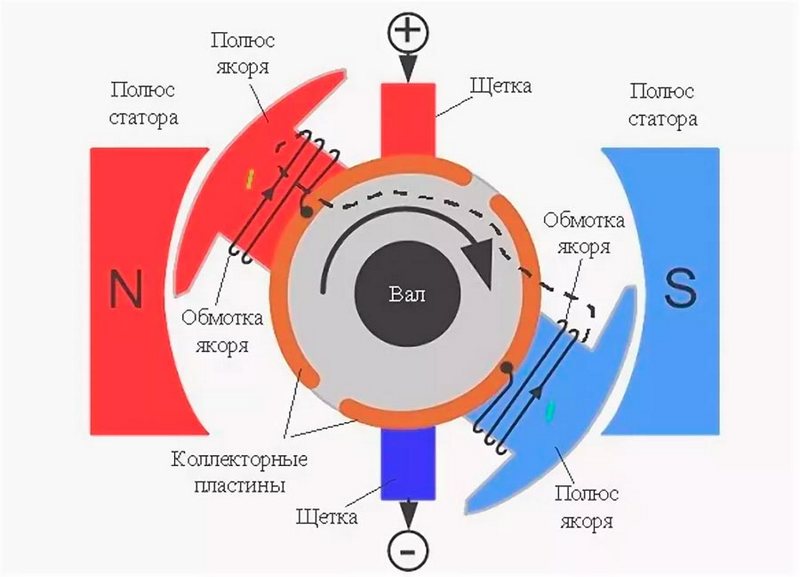 +
Полюс
якоря
Щетка
Полюс
статора
Полюс
статора
Обмотка
якоря
N
Вал
S
Обмотка
якоря
Коллекторные
пластины
Щетка
Полюс
якоря
-